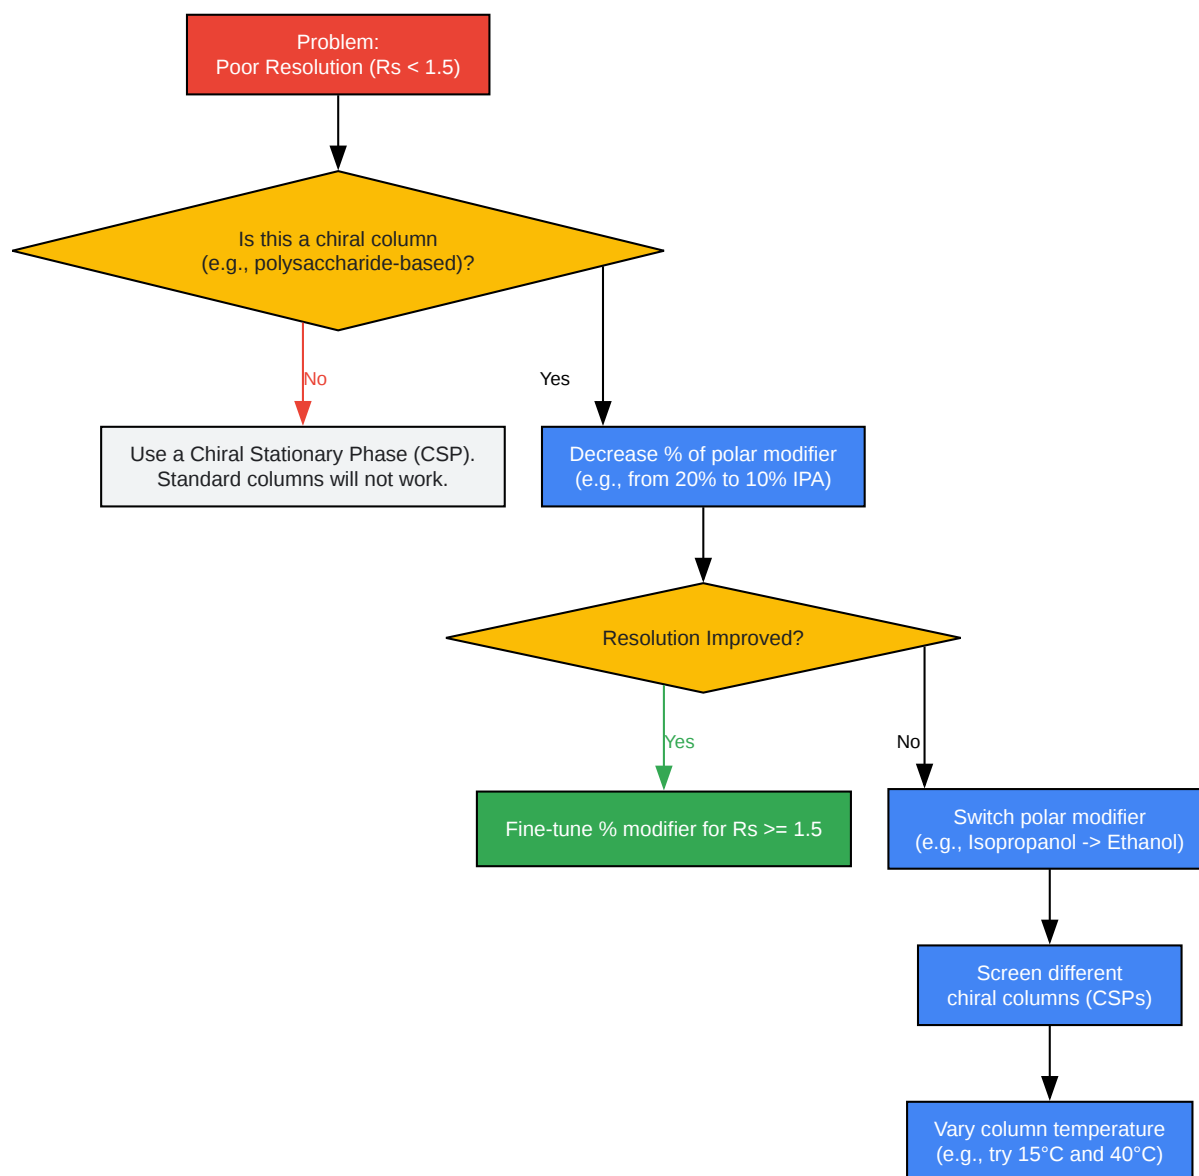 Problem:
Poor Resolution (Rs < 1.5)
Is this a chiral column
(e.g., polysaccharide-based)?
No
Yes
Use a Chiral Stationary Phase (CSP).
Standard columns will not work.
Decrease % of polar modifier
(e.g., from 20% to 10% IPA)
Resolution Improved?
Yes
No
Fine-tune % modifier for Rs >= 1.5
Switch polar modifier
(e.g., Isopropanol -> Ethanol)
Screen different
chiral columns (CSPs)
Vary column temperature
(e.g., try 15°C and 40°C)